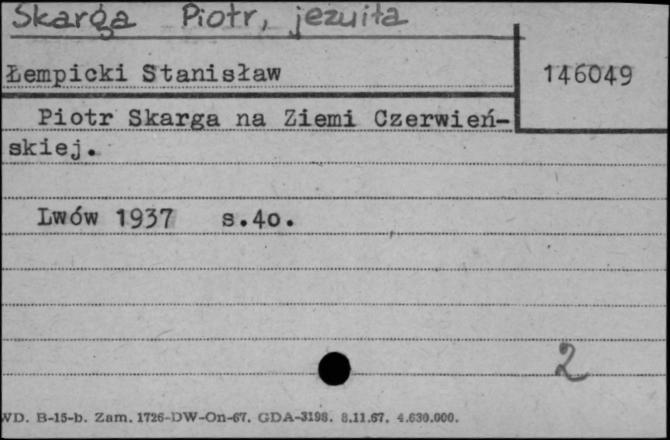 Skarga Piotr, jezuita
Łempicki Stanisław
146049
Piotr Skarga na Ziemi Czerwień-
skiej.
Lwów 1937 s.4o.
2
WD. B-15-b. Zam. 1726-DW-On-67. GDA-3198. 8.11.67. 4.630.000.